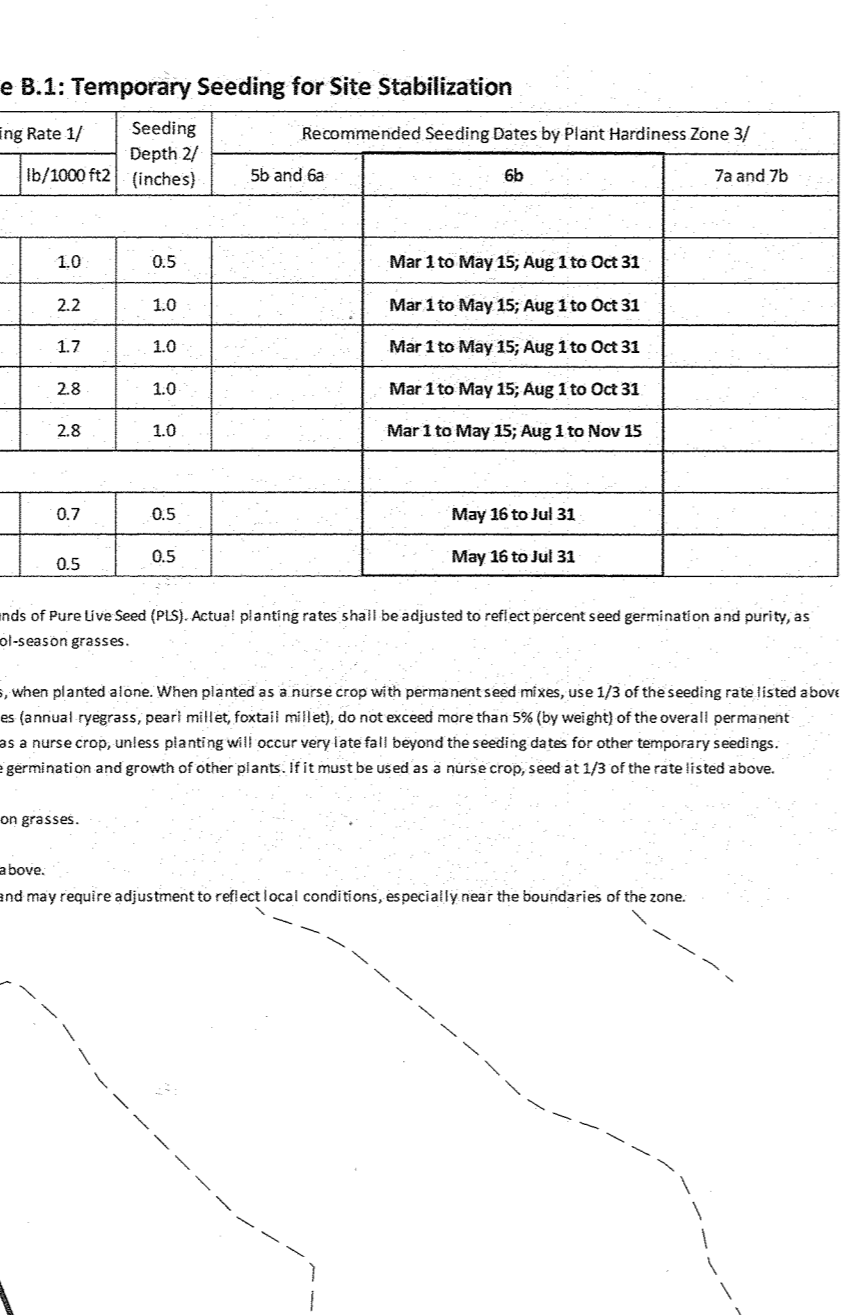 e B.1: Temporary Seeding for Site Stabilization
ing Rate 1/ Seeding Depth 2/ (inches) Recommended Seeding Dates by Plant Hardiness Zone 3/
lb/1000 ft2 5b and 6a 6b 7a and 7b
1.0 0.5 Mar 1 to May 15; Aug 1 to Oct 31
2.2 1.0 Mar 1 to May 15; Aug 1 to Oct 31
1.7 1.0 Mar 1 to May 15; Aug 1 to Oct 31
2.8 1.0 Mar 1 to May 15; Aug 1 to Oct 31
2.8 1.0 Mar 1 to May 15; Aug 1 to Nov 15
0.7 0.5 May 16 to Jul 31
0.5 0.5 May 16 to Jul 31
nds of Pure Live Seed (PLS). Actual planting rates shall be adjusted to reflect percent seed germination and purity, as
ol-season grasses.
s, when planted alone. When planted as a nurse crop with permanent seed mixes, use 1/3 of the seeding rate listed above
es (annual ryegrass, pearl millet, foxtail millet), do not exceed more than 5% (by weight) of the overall permanent
as a nurse crop, unless planting will occur very late fall beyond the seeding dates for other temporary seedings.
e germination and growth of other plants. If it must be used as a nurse crop, seed at 1/3 of the rate listed above.
on grasses.
above.
and may require adjustment to reflect local conditions, especially near the boundaries of the zone.